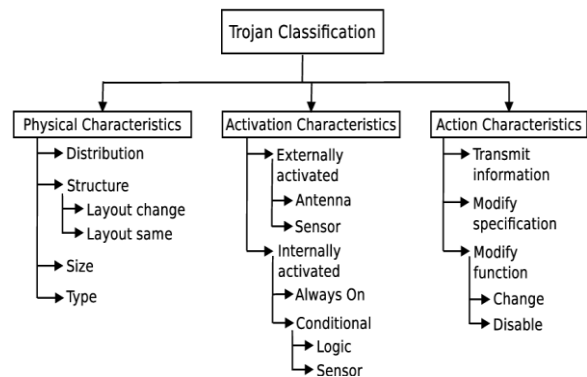 Trojan Classification
Physical Characteristics
Distribution
Structure
Layout change
Layout same
Size
Type
Activation Characteristics
Externally
activated
Antenna
Sensor
Internally
activated
Always On
Conditional
Logic
Sensor
Action Characteristics
Transmit
information
Modify
specification
Modify
function
Change
Disable